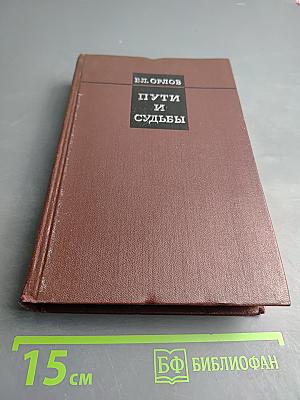 ВЛ. ОРЛОВ
ПУТИ
И
СУДЬБЫ
15 см
БФ БИБЛИОФАН